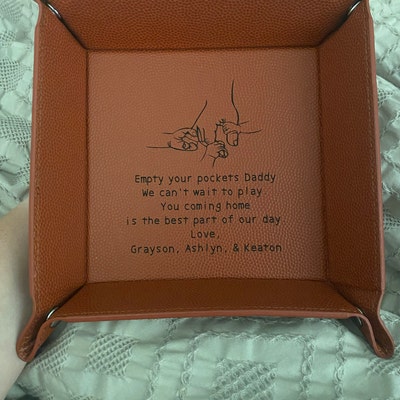 Empty your pockets Daddy
We can't wait to play
You coming home
is the best part of our day
Love,
Grayson, Ashlyn, & Keaton